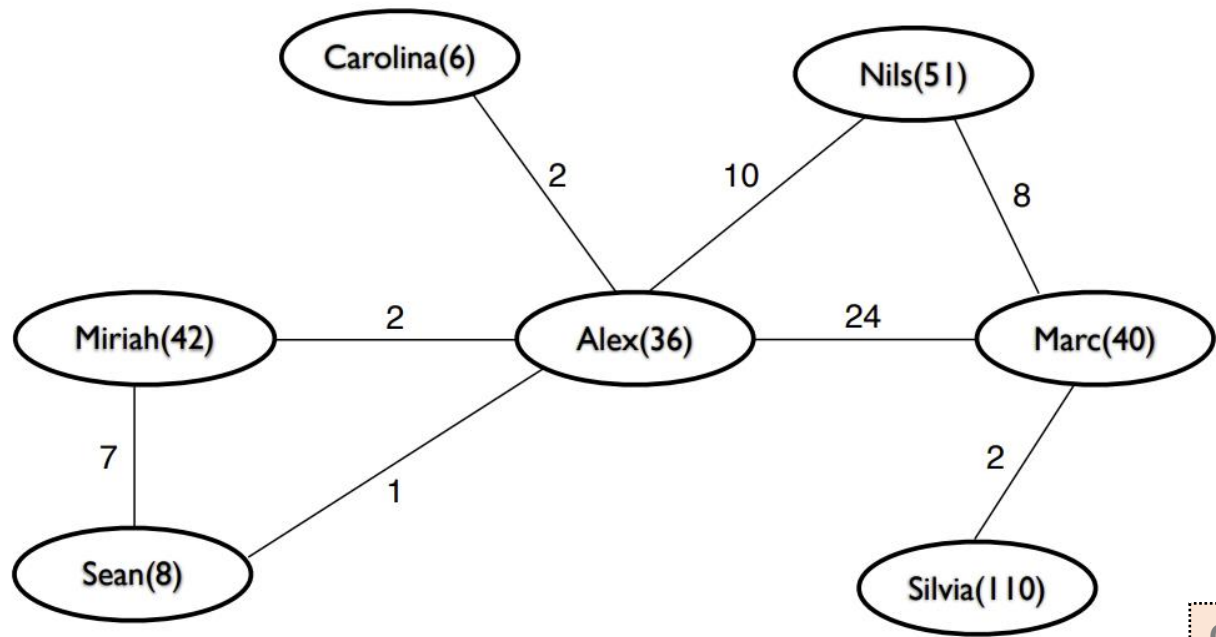 Carolina(6)
Nils(51)
2
10
8
Miriah(42)
2
Alex(36)
24
Marc(40)
7
1
2
Sean(8)
Silvia(110)